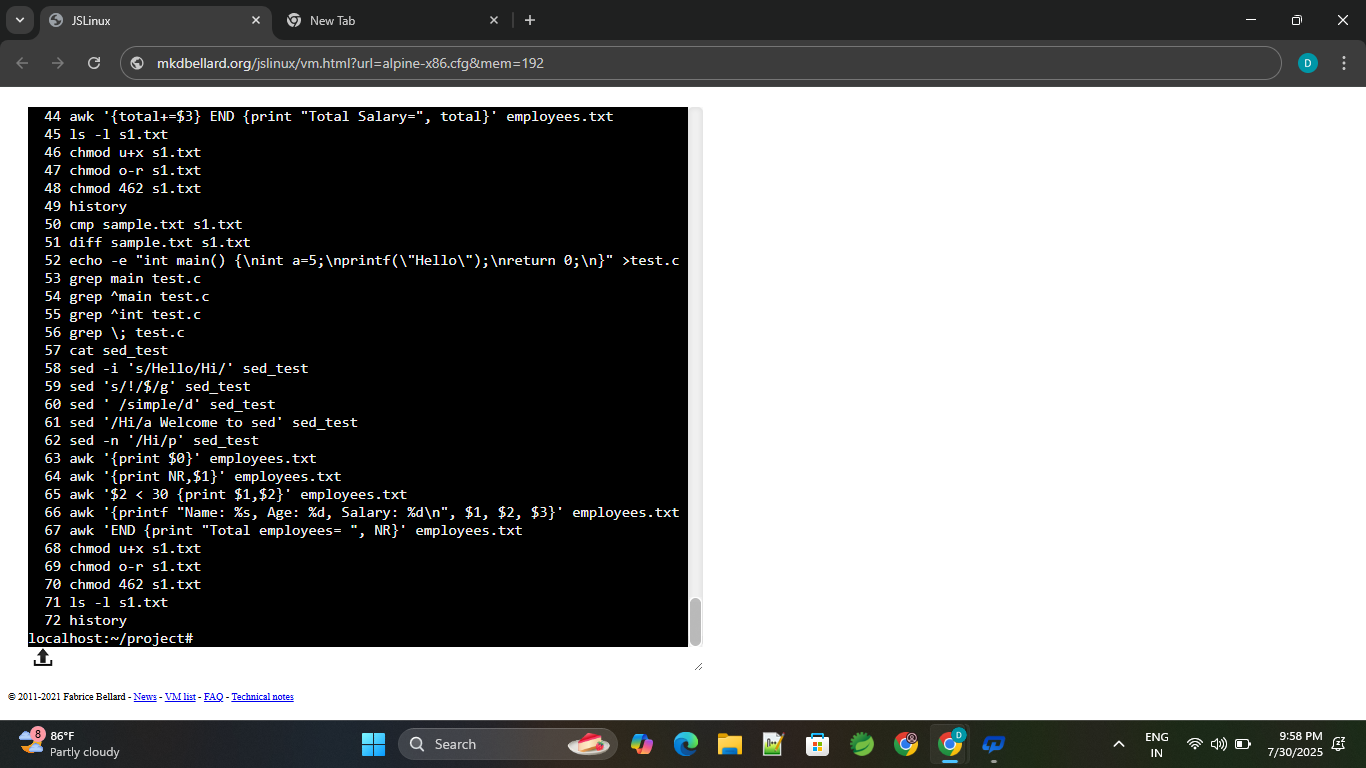 JSLinux
New Tab
mkdbellard.org/jslinux/vm.html?url=alpine-x86.cfg&mem=192
D
44 awk '{total+=$3} END {print "Total Salary=", total}' employees.txt
45 ls -l s1.txt
46 chmod u+x s1.txt
47 chmod o-r s1.txt
48 chmod 462 s1.txt
49 history
50 cmp sample.txt s1.txt
51 diff sample.txt s1.txt
52 echo -e "int main() {\nint a=5;\nprintf(\"Hello\");\nreturn 0;\n}" >test.c
53 grep main test.c
54 grep ^main test.c
55 grep ^int test.c
56 grep \; test.c
57 cat sed_test
58 sed -i 's/Hello/Hi/' sed_test
59 sed 's/!/$/g' sed_test
60 sed ' /simple/d' sed_test
61 sed '/Hi/a Welcome to sed' sed_test
62 sed -n '/Hi/p' sed_test
63 awk '{print $0}' employees.txt
64 awk '{print NR,$1}' employees.txt
65 awk '$2 < 30 {print $1,$2}' employees.txt
66 awk '{printf "Name: %s, Age: %d, Salary: %d\n", $1, $2, $3}' employees.txt
67 awk 'END {print "Total employees= ", NR}' employees.txt
68 chmod u+x s1.txt
69 chmod o-r s1.txt
70 chmod 462 s1.txt
71 ls -l s1.txt
72 history
localhost:~/project#
© 2011-2021 Fabrice Bellard - News - VM list - FAQ - Technical notes
8
86°F
Partly cloudy
Search
D
ENG
IN
9:58 PM
7/30/2025